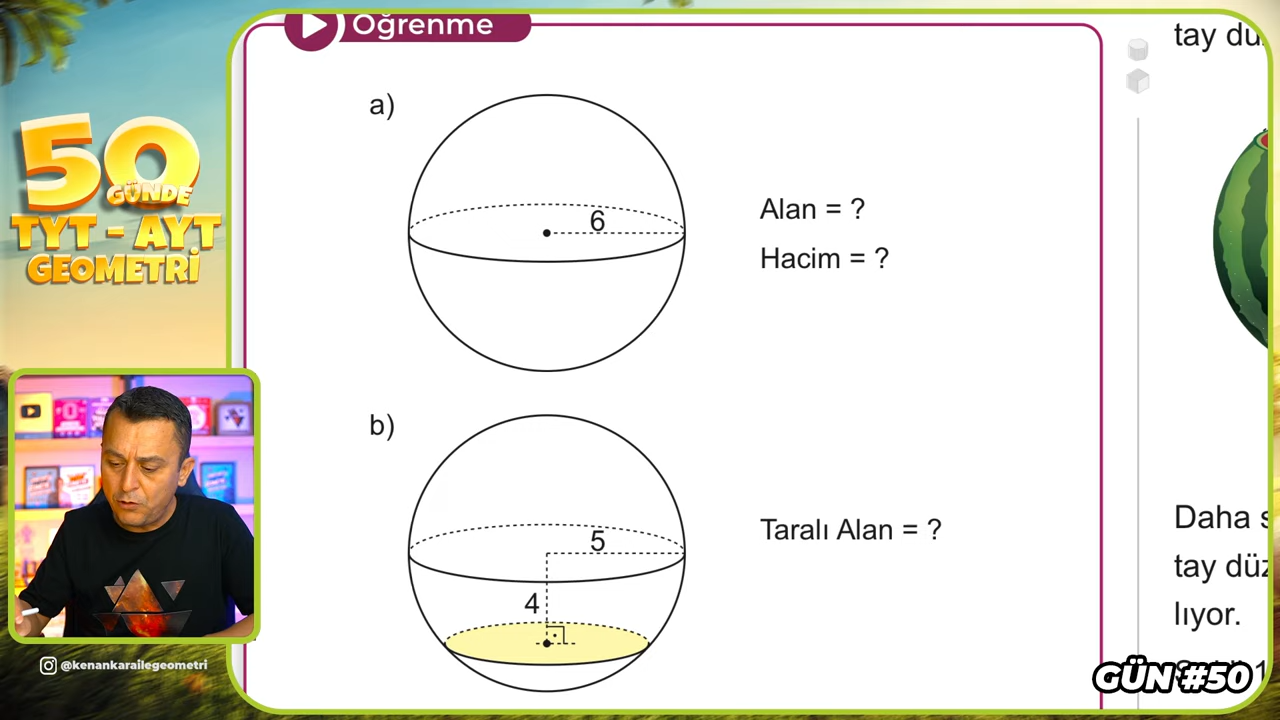 Öğrenme
tay dü
a)
50
GÜNDE
TYT - AYT
GEOMETRİ
6
Alan = ?
Hacim = ?
b)
5
4
Taralı Alan = ?
Daha
tay düz
lıyor.
@kenankarailegeometri
GÜN #50